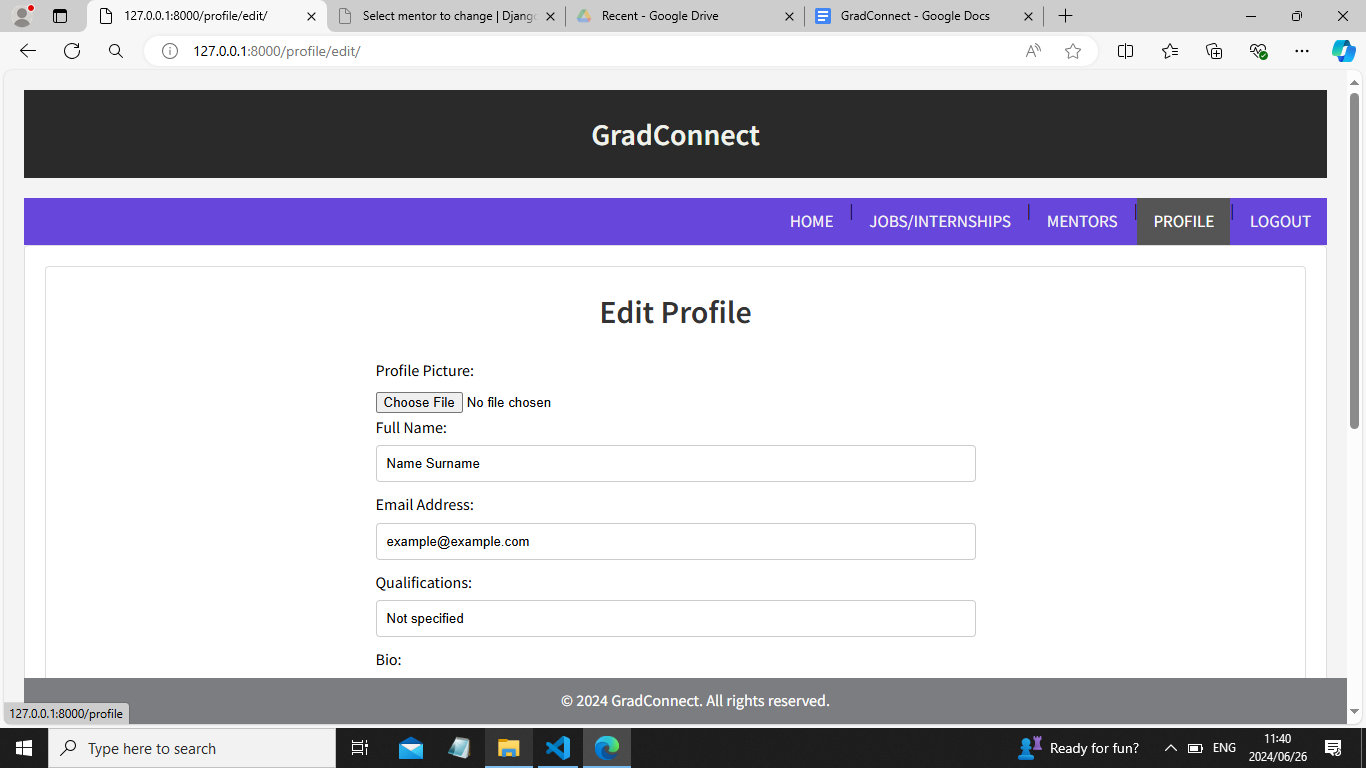 127.0.0.1:8000/profile/edit/
Select mentor to change | Djang
Recent - Google Drive
GradConnect - Google Docs
127.0.0.1:8000/profile/edit/
GradConnect
HOME JOBS/INTERNSHIPS MENTORS PROFILE LOGOUT
Edit Profile
Profile Picture:
Choose File No file chosen
Full Name:
Name Surname
Email Address:
example@example.com
Qualifications:
Not specified
Bio:
© 2024 GradConnect. All rights reserved.
127.0.0.1:8000/profile
Type here to search
Ready for fun?
ENG
11:40
2024/06/26